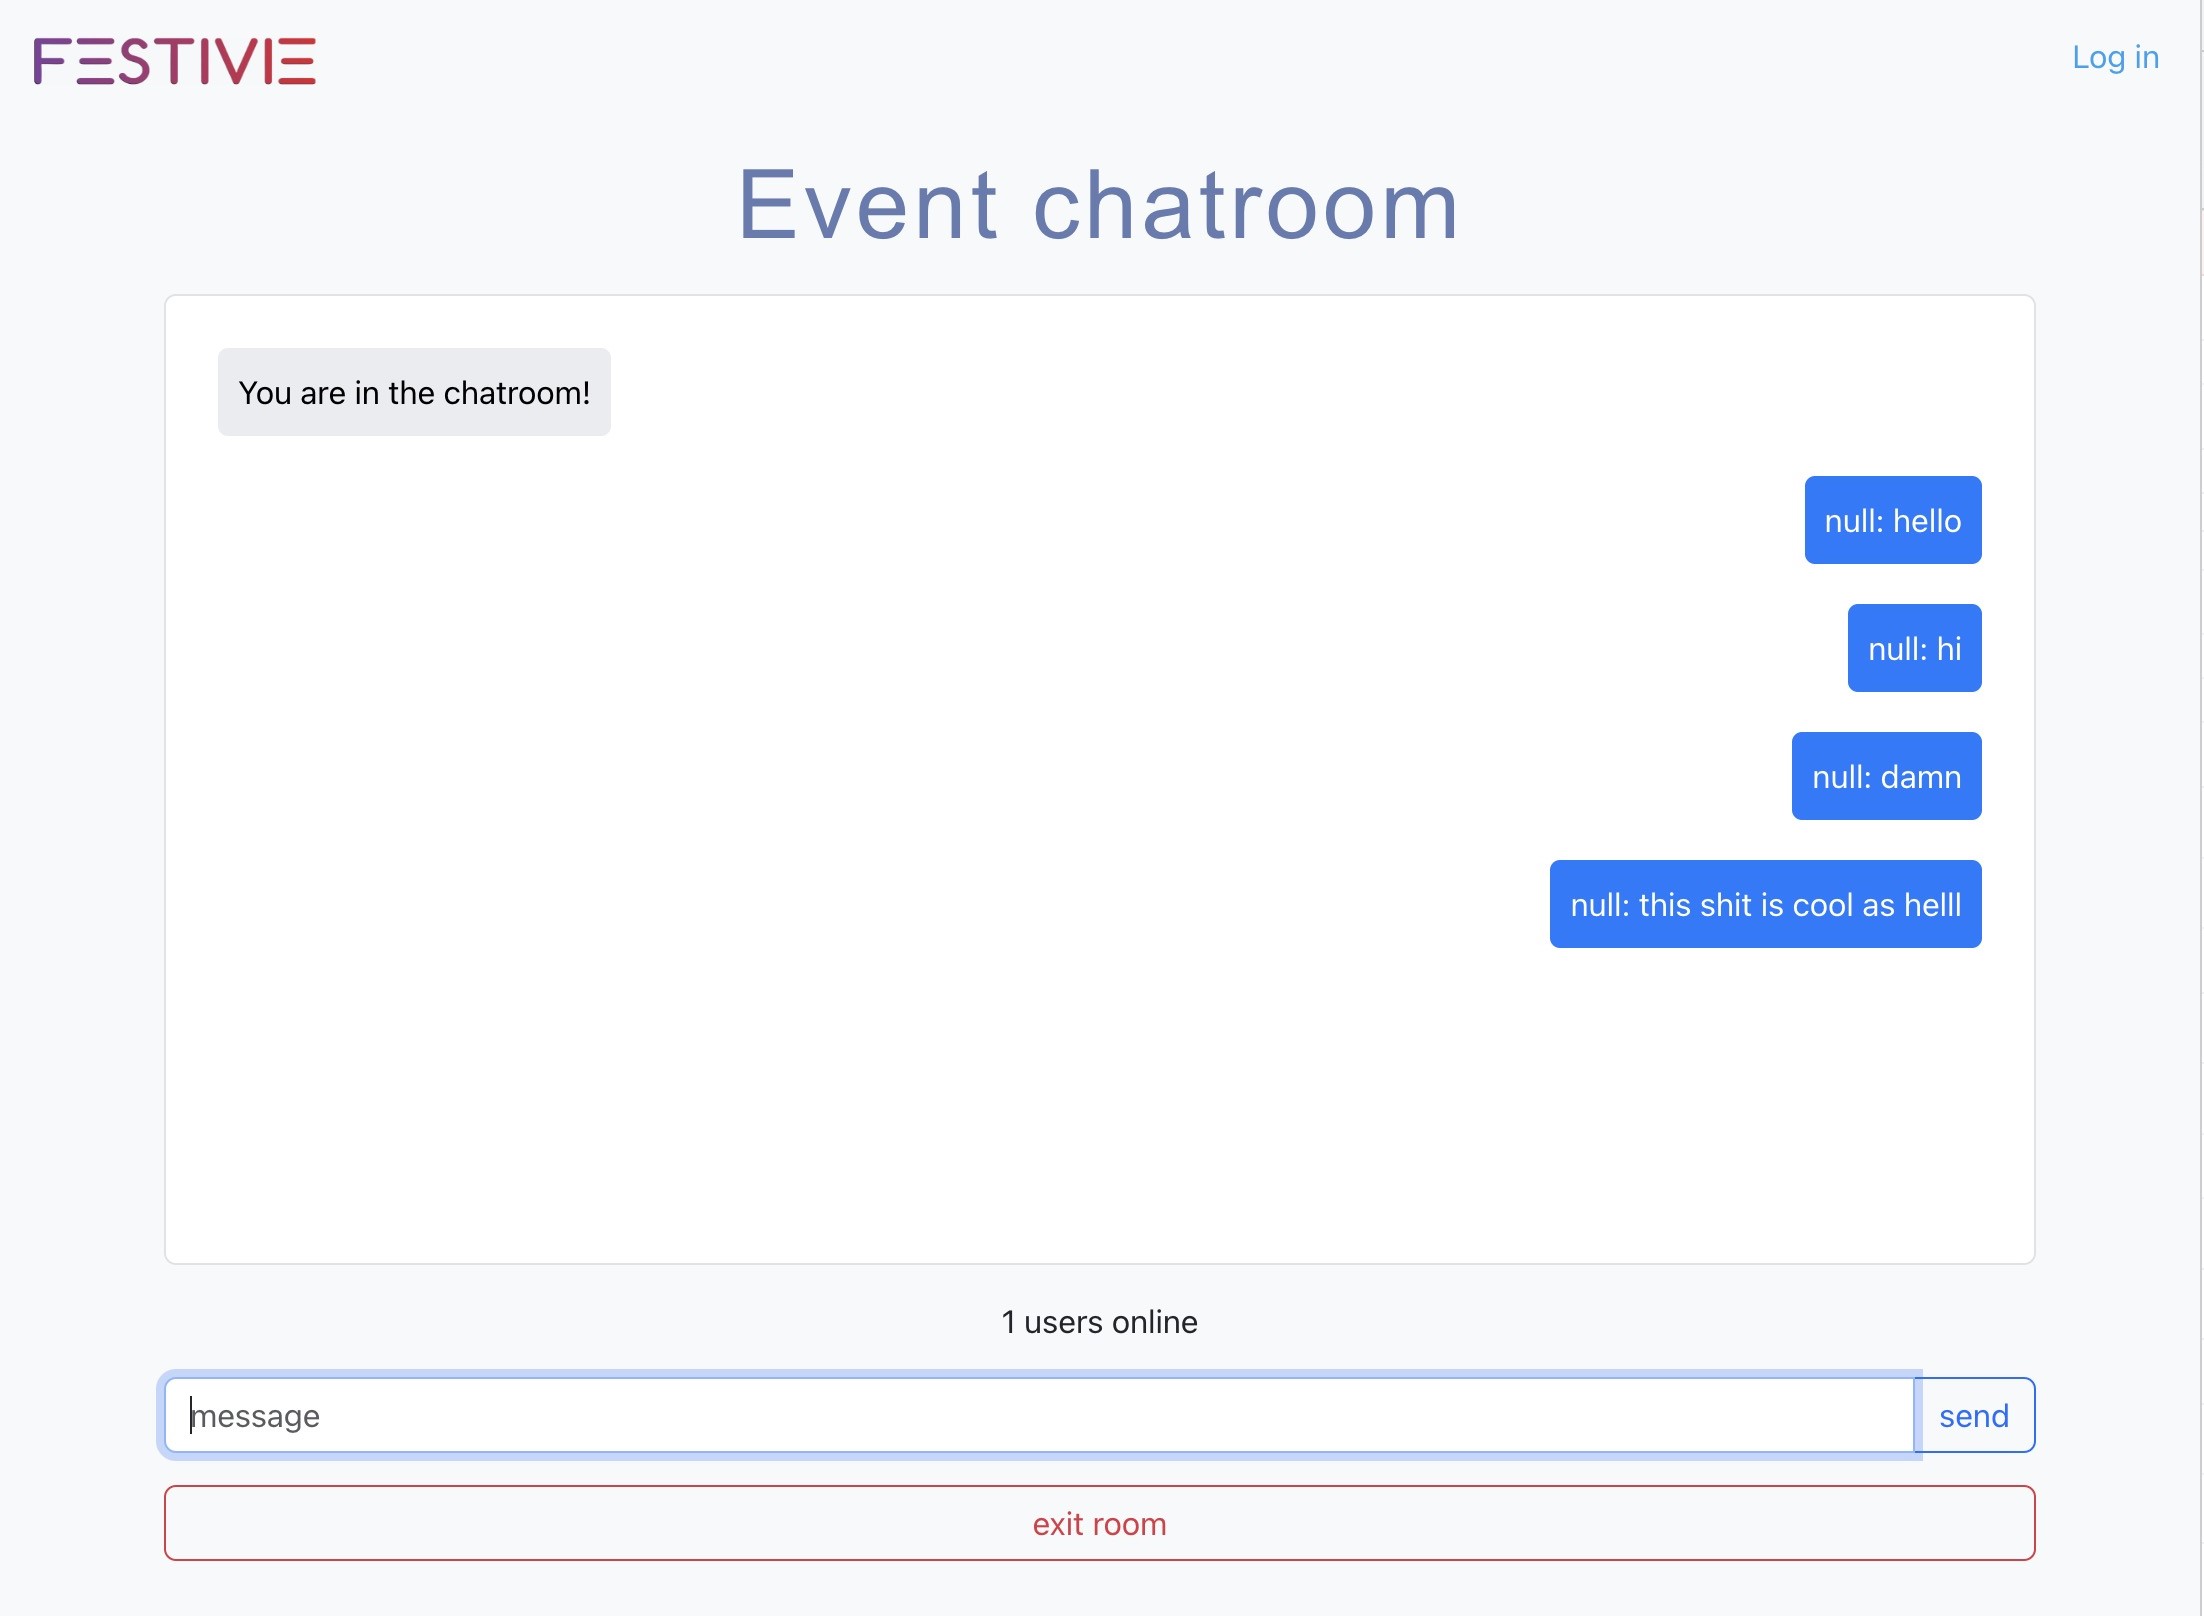 FESTIVIE
Log in
Event chatroom
You are in the chatroom!
null: hello
null: hi
null: damn
null: this shit is cool as helll
1 users online
message
send
exit room